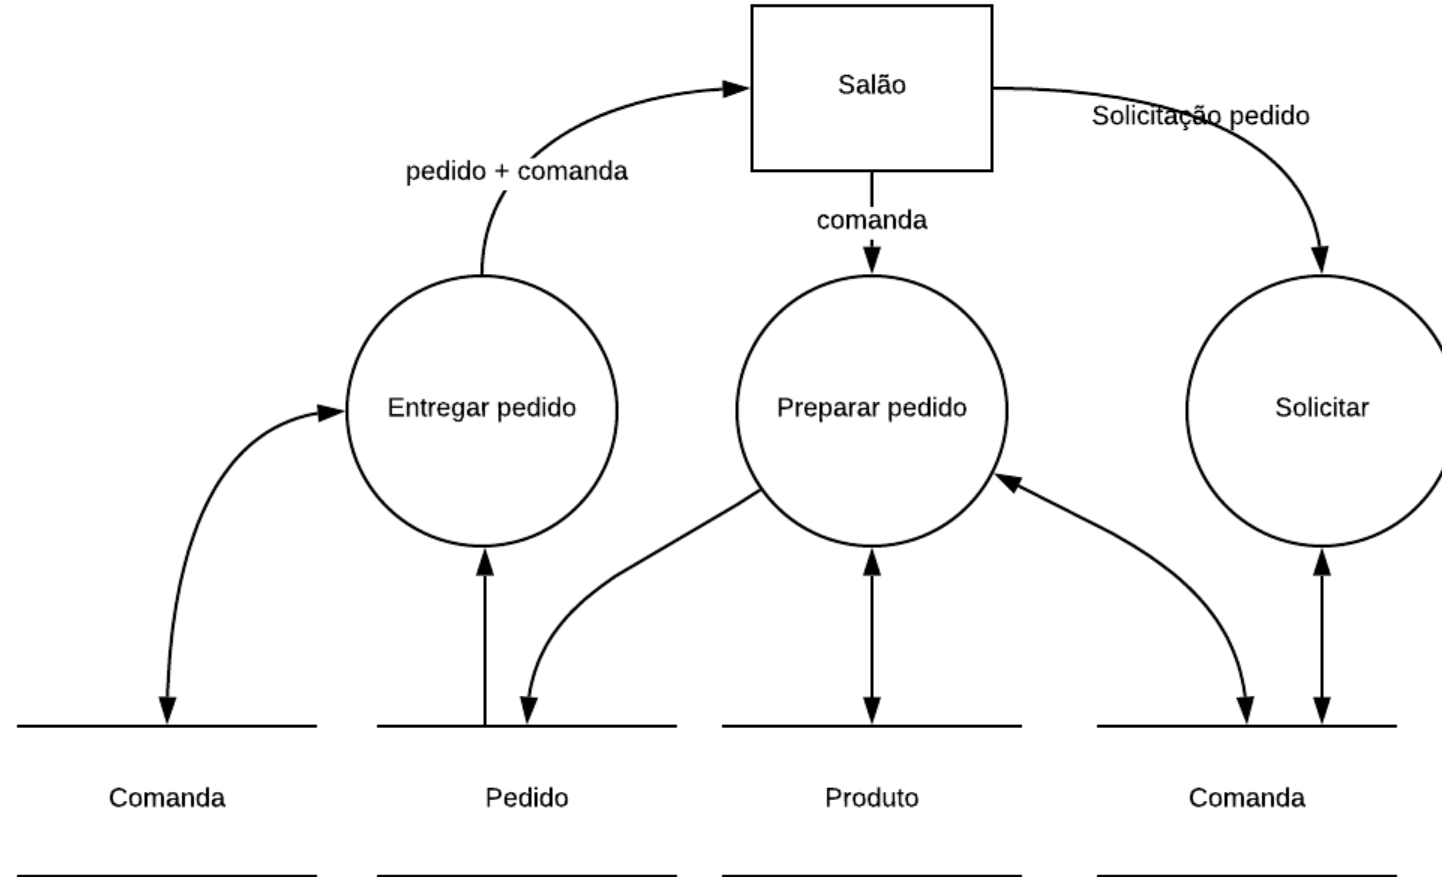 Salão
Solicitação pedido
pedido + comanda
comanda
Entregar pedido
Preparar pedido
Solicitar
Comanda
Pedido
Produto
Comanda